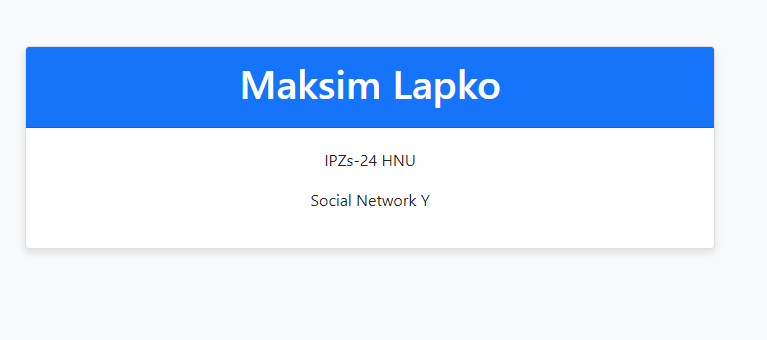 Maksim Lapko
IPZs-24 HNU
Social Network Y